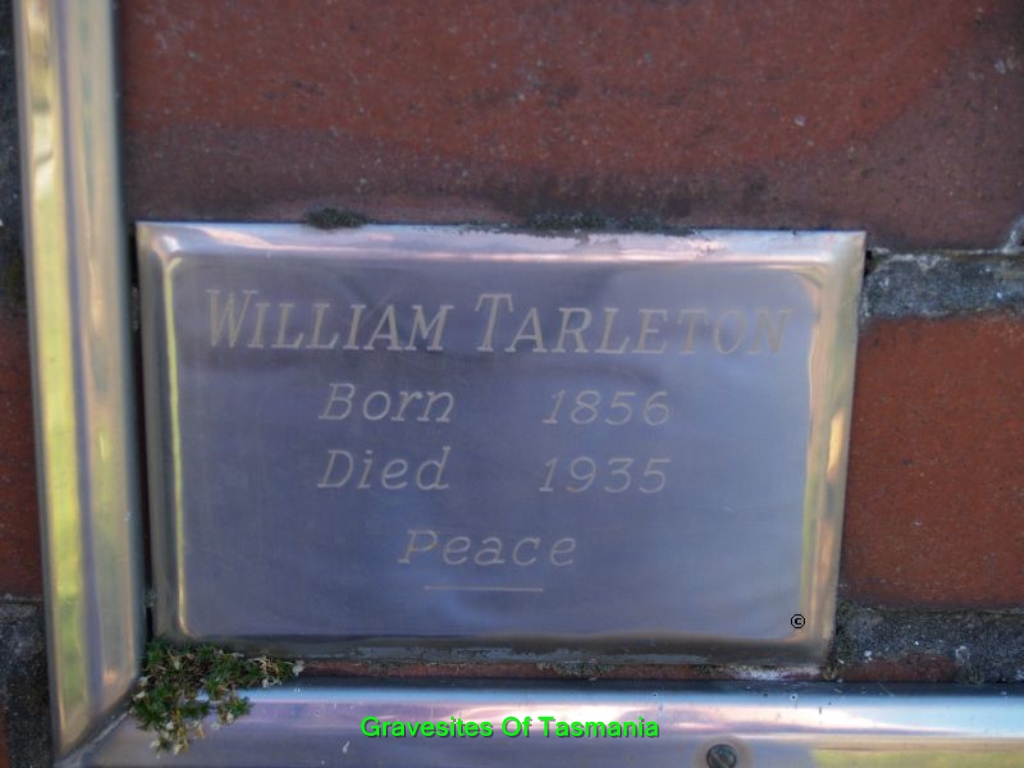 WILLIAM TARLETON
Born 1856
Died 1935
Peace
©
Gravesites Of Tasmania